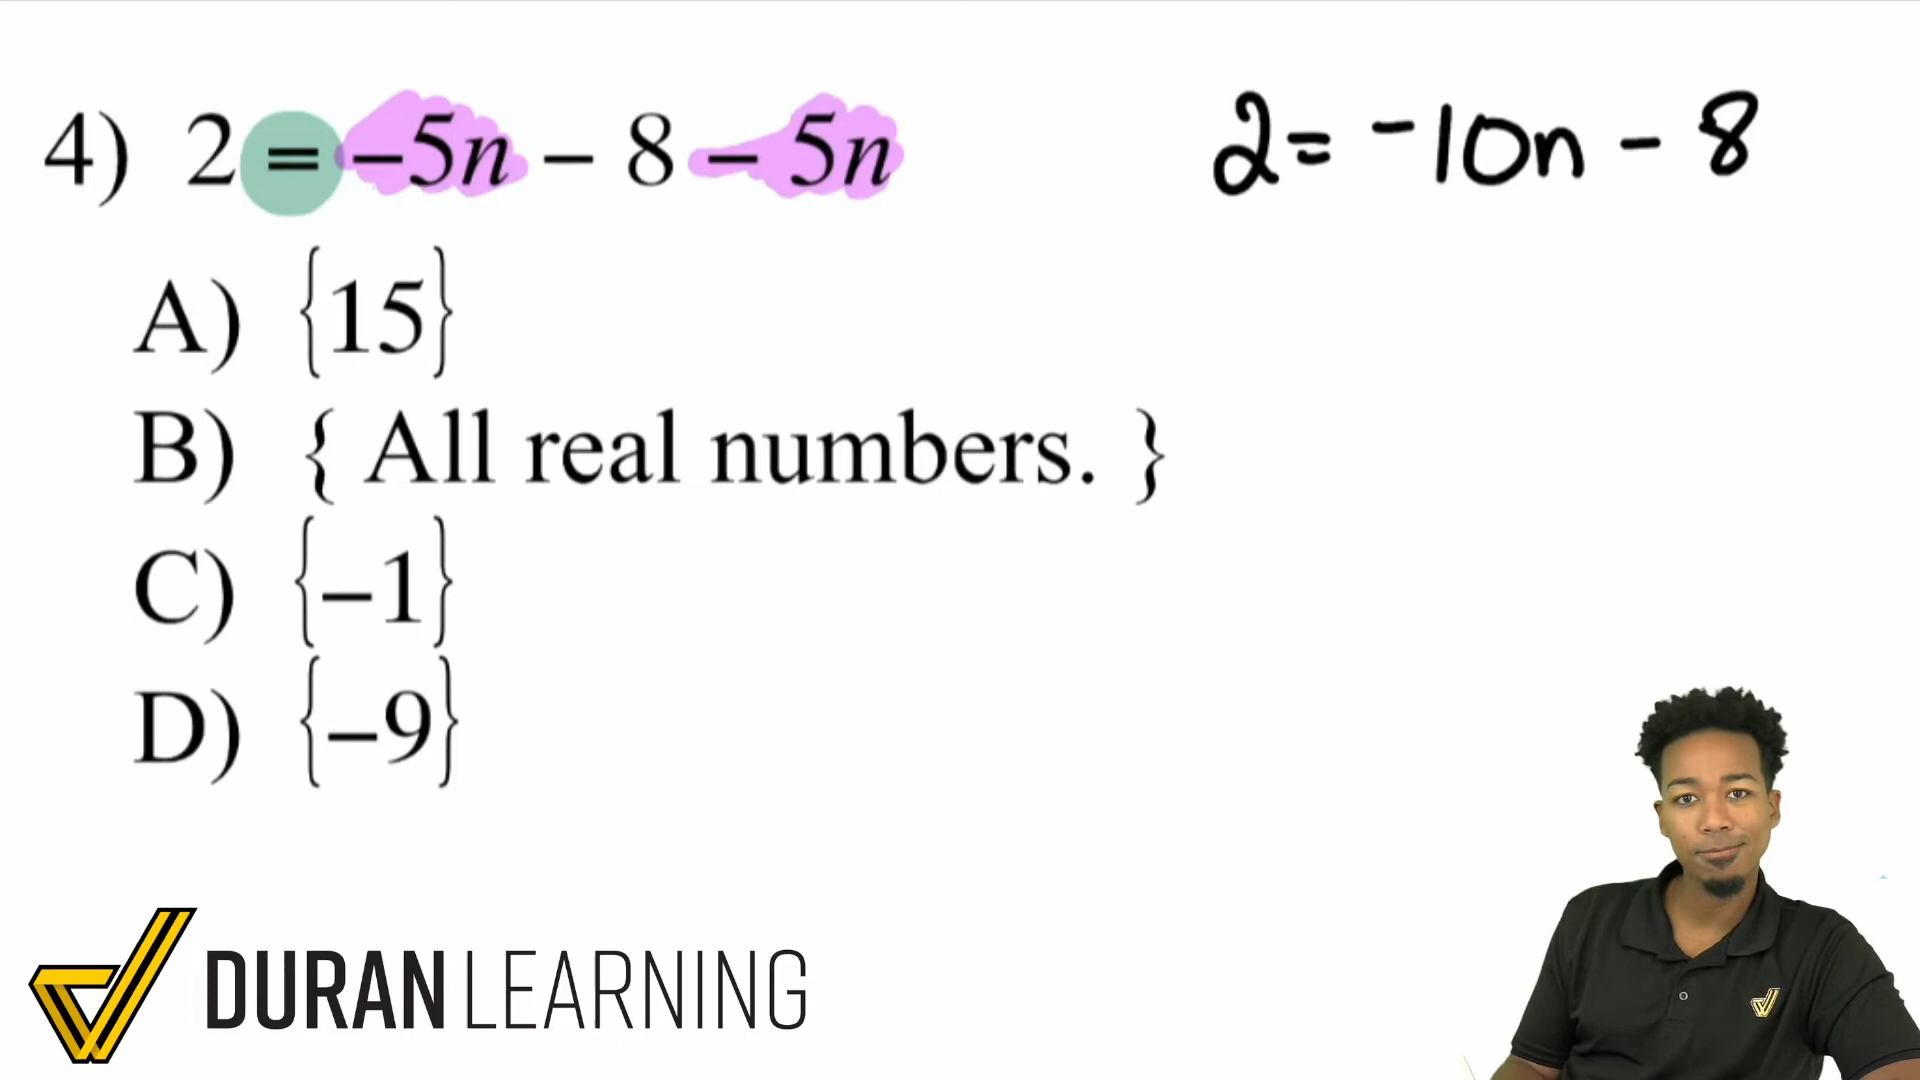 4) 2 = −5n − 8 − 5n
2 = -10n - 8
A) {15}
B) { All real numbers. }
C) {−1}
D) {−9}
DURAN LEARNING